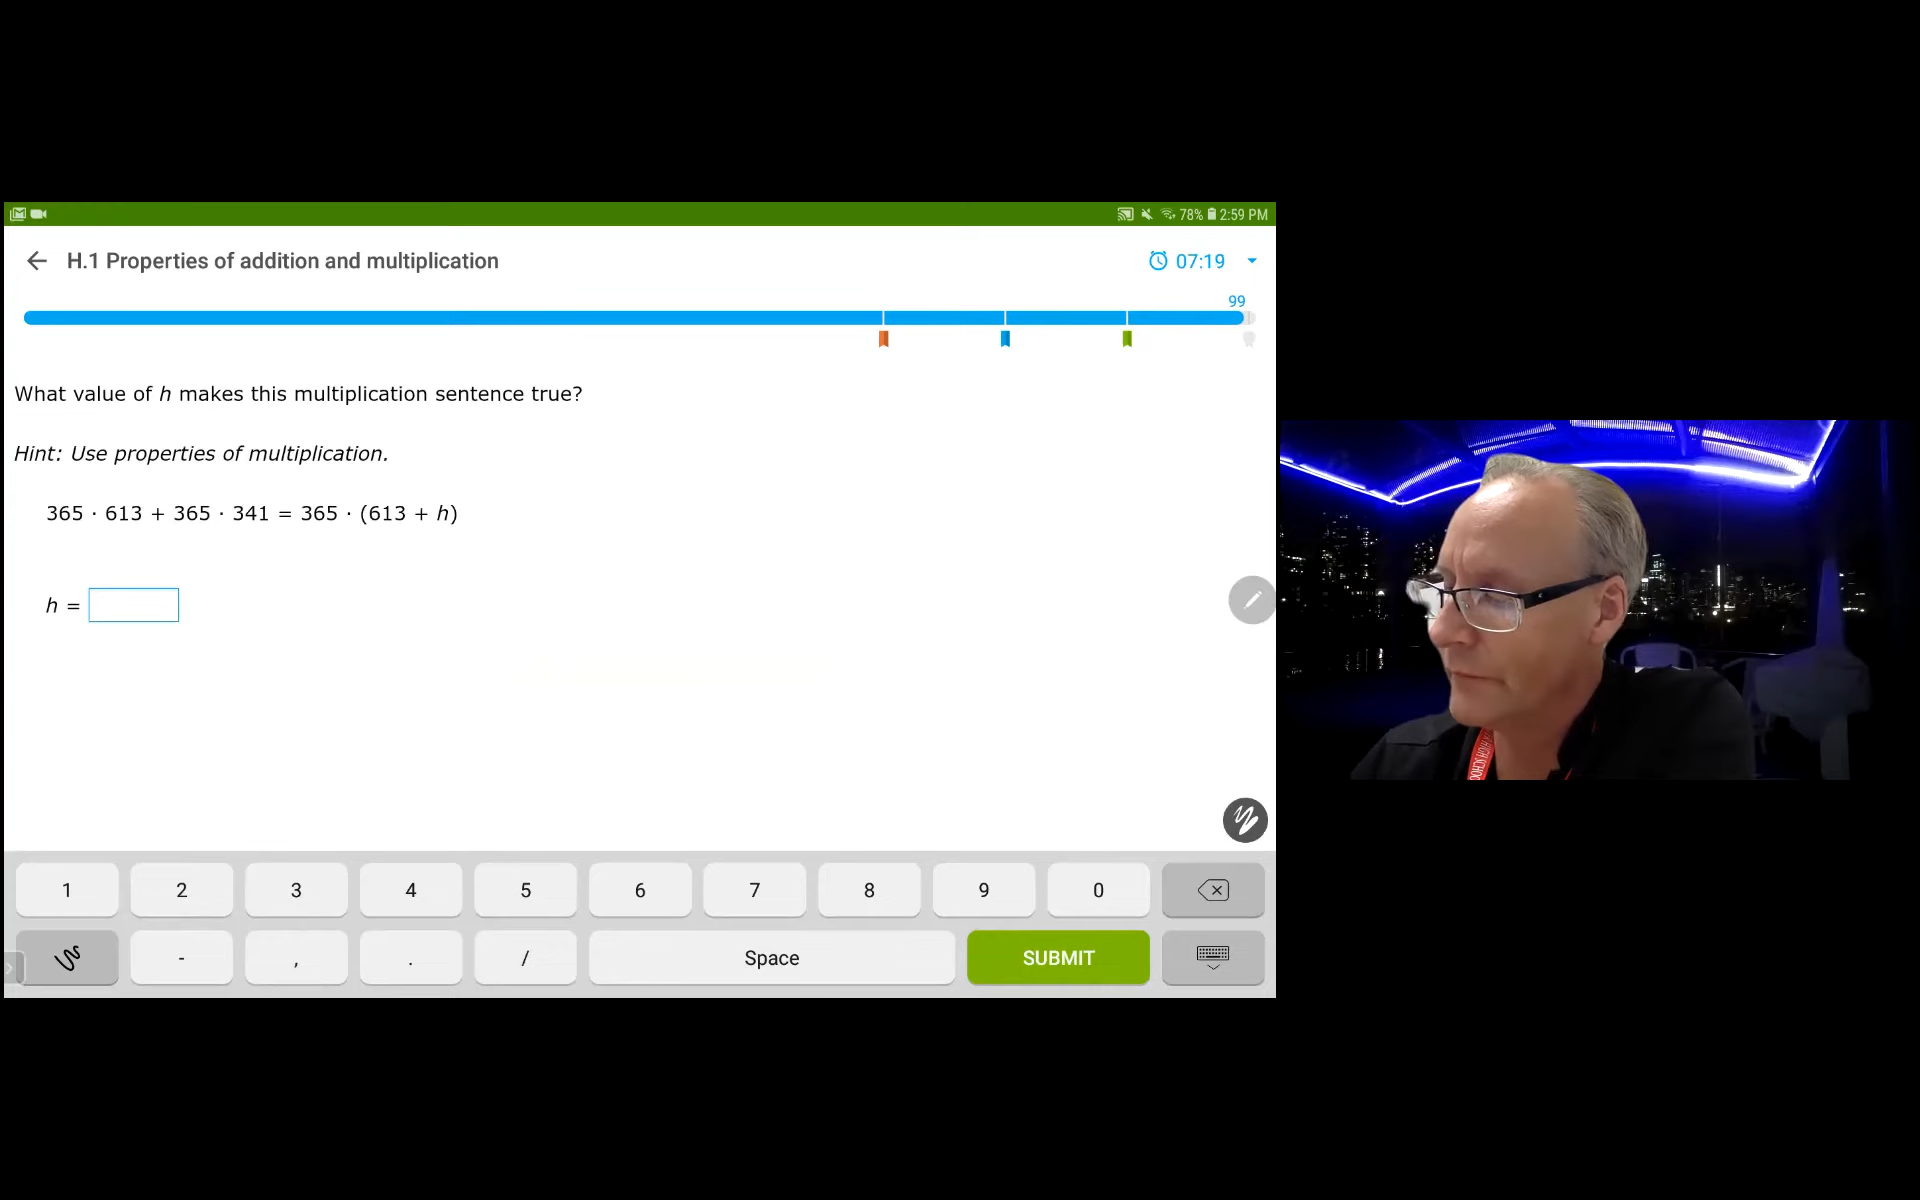 78% 2:59 PM
H.1 Properties of addition and multiplication
07:19
99
What value of h makes this multiplication sentence true?
Hint: Use properties of multiplication.
365 · 613 + 365 · 341 = 365 · (613 + h)
h =
1 2 3 4 5 6 7 8 9 0
- , . / Space SUBMIT
HIGH SCHOO